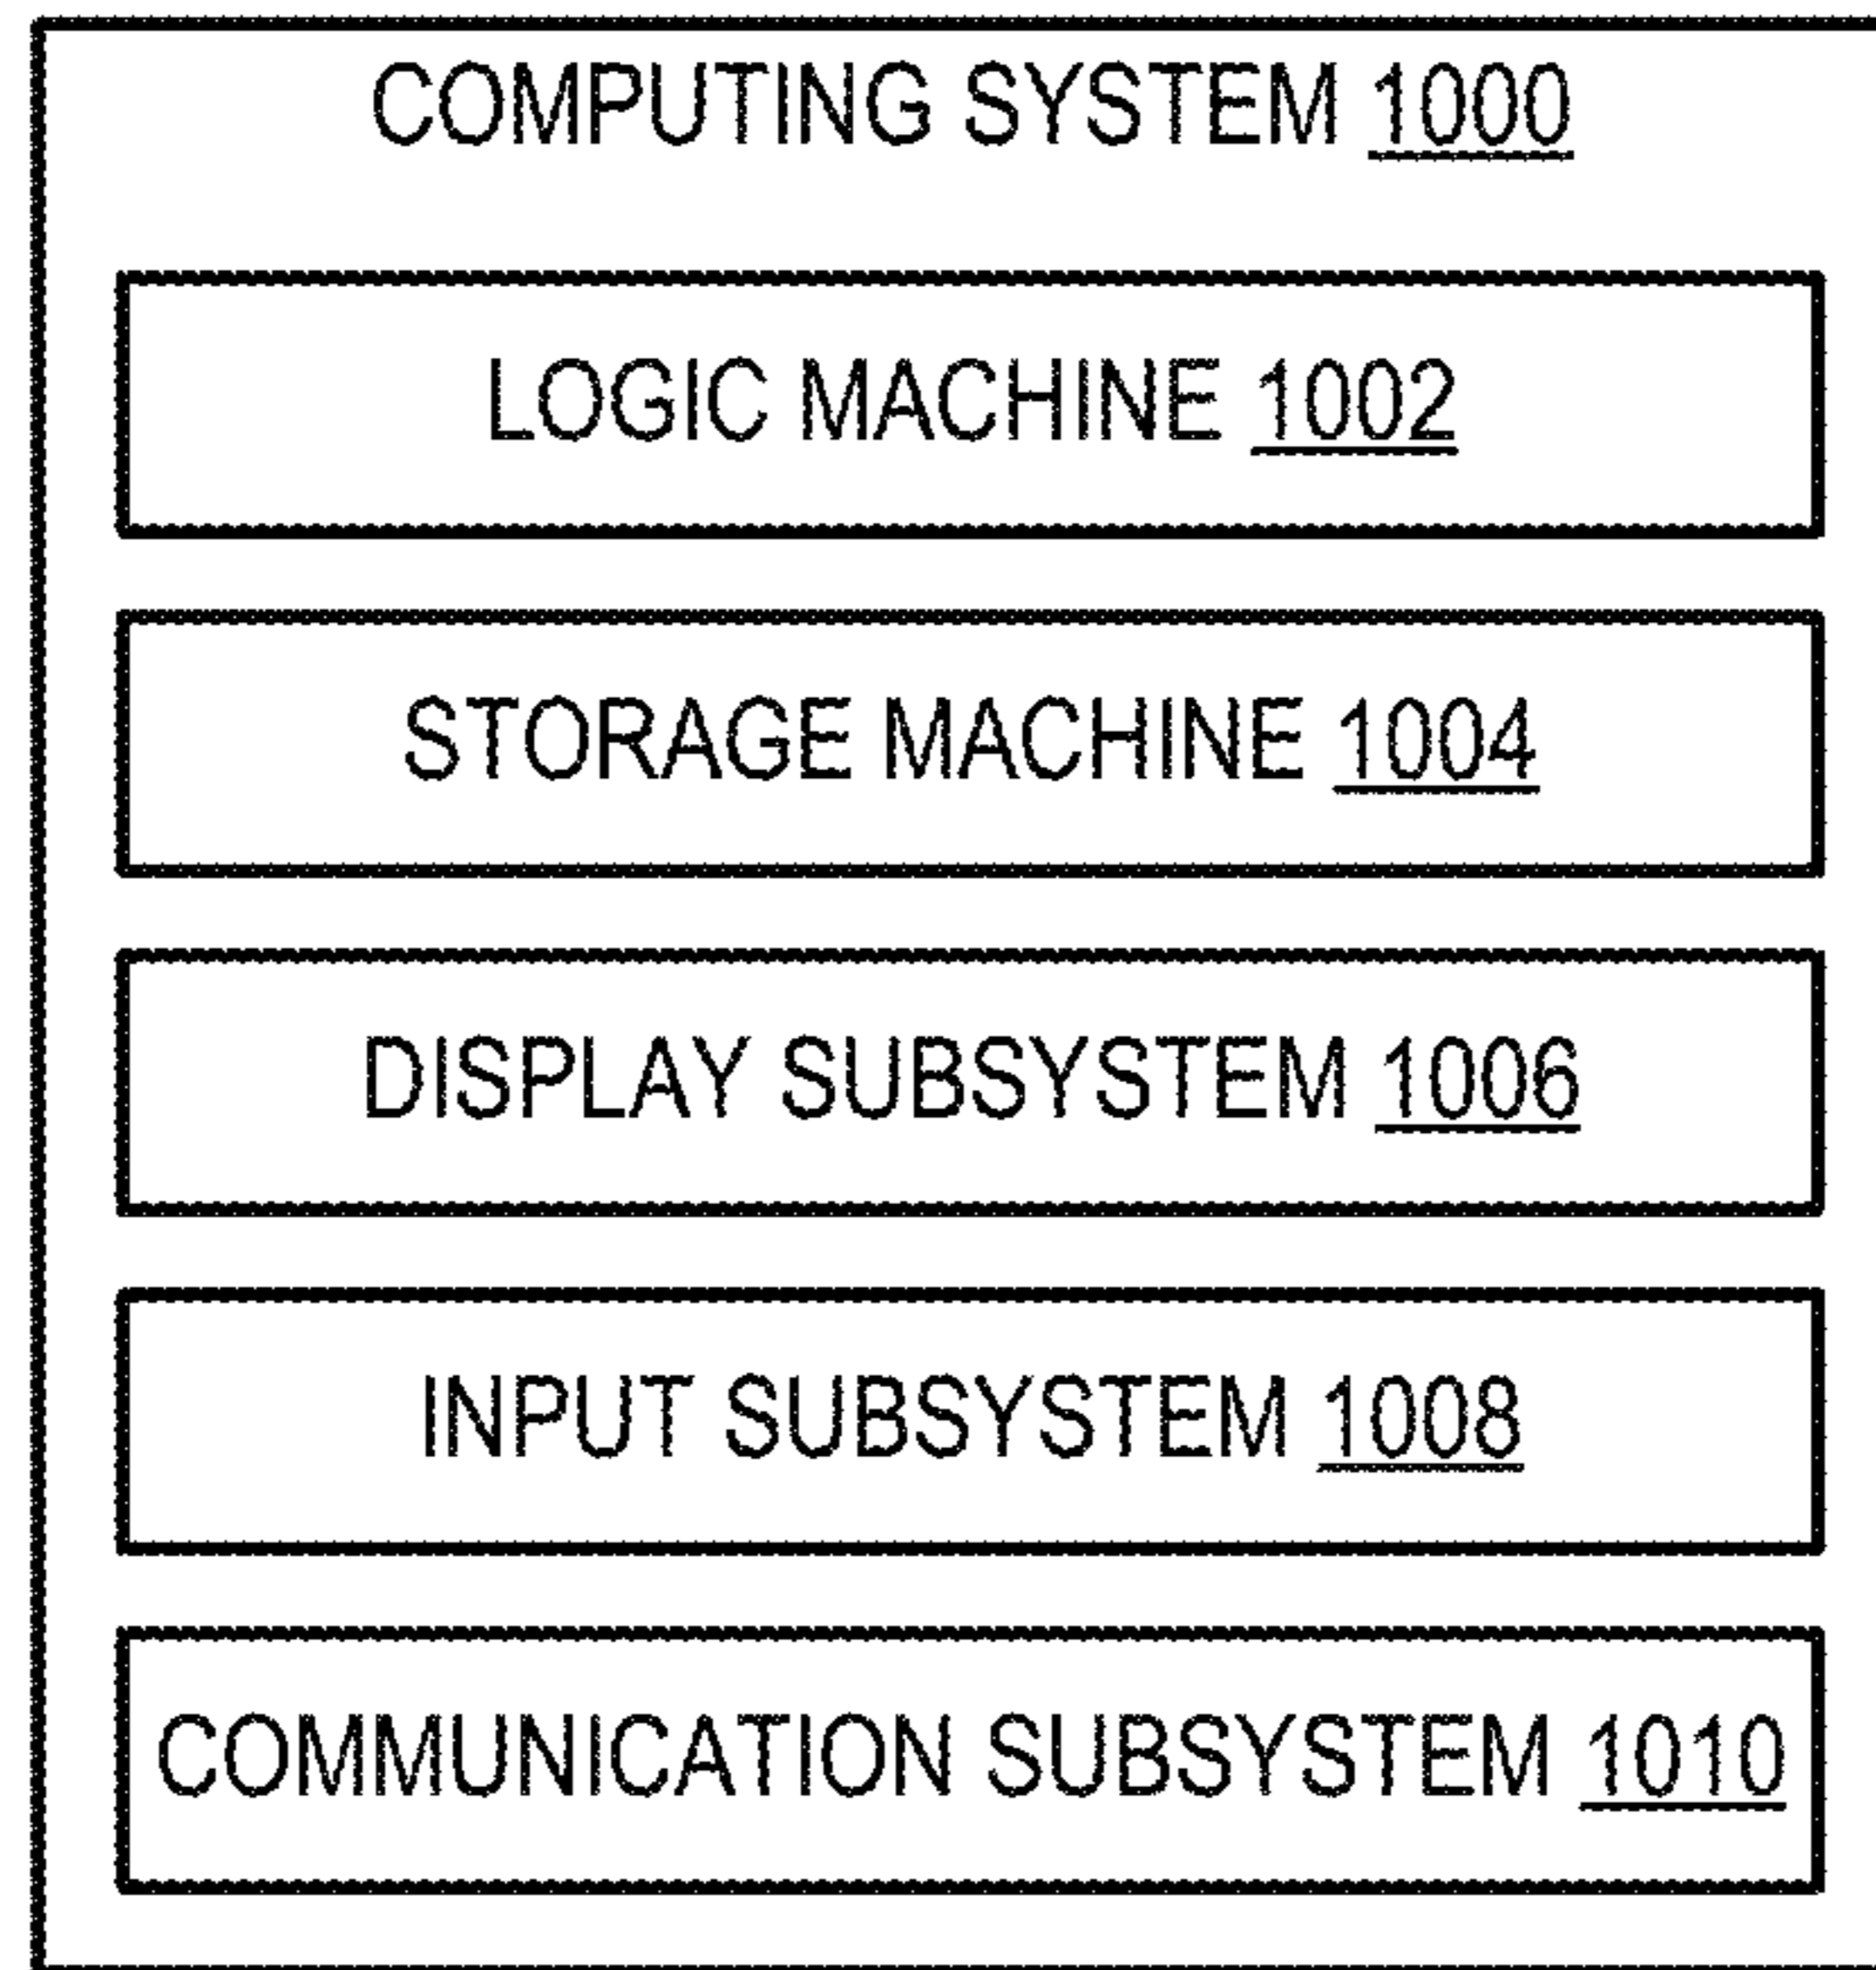 COMPUTING SYSTEM 1000
LOGIC MACHINE 1002
STORAGE MACHINE 1004
DISPLAY SUBSYSTEM 1006
INPUT SUBSYSTEM 1008
COMMUNICATION SUBSYSTEM 1010